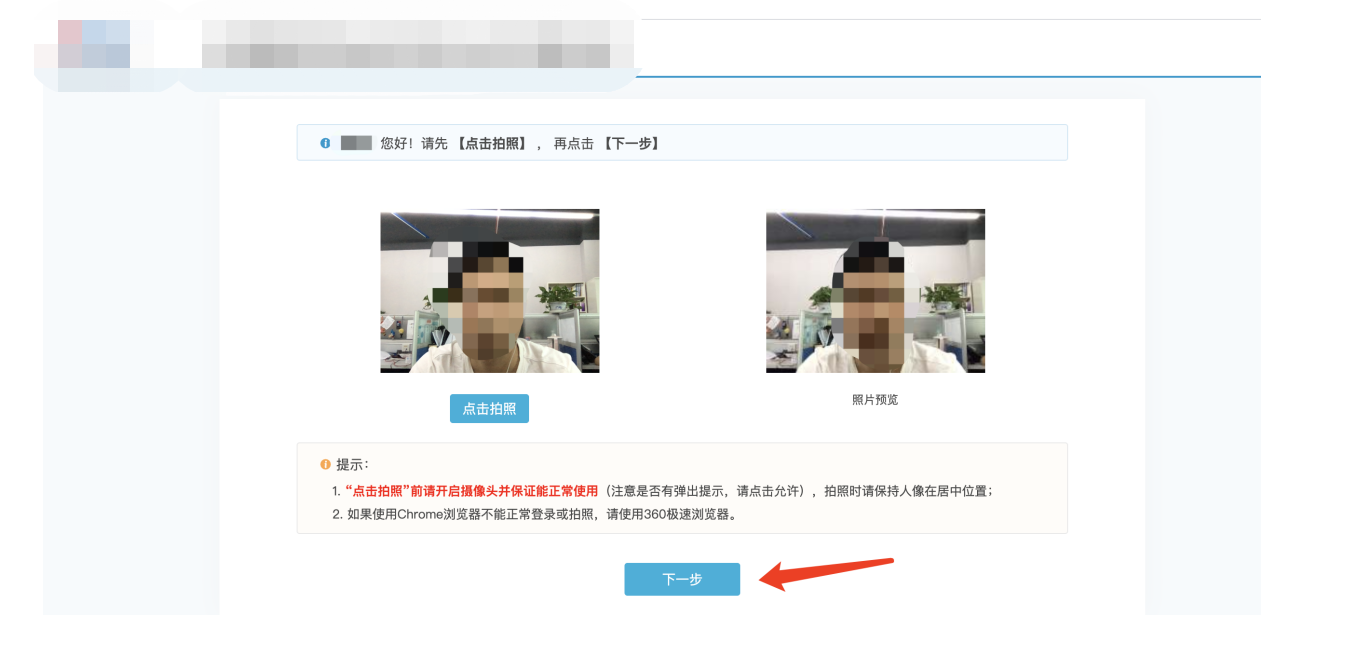 您好！请先 【点击拍照】 ， 再点击 【下一步】
点击拍照
照片预览
提示：
1. “点击拍照”前请开启摄像头并保证能正常使用（注意是否有弹出提示，请点击允许），拍照时请保持人像在居中位置；
2. 如果使用Chrome浏览器不能正常登录或拍照，请使用360极速浏览器。
下一步